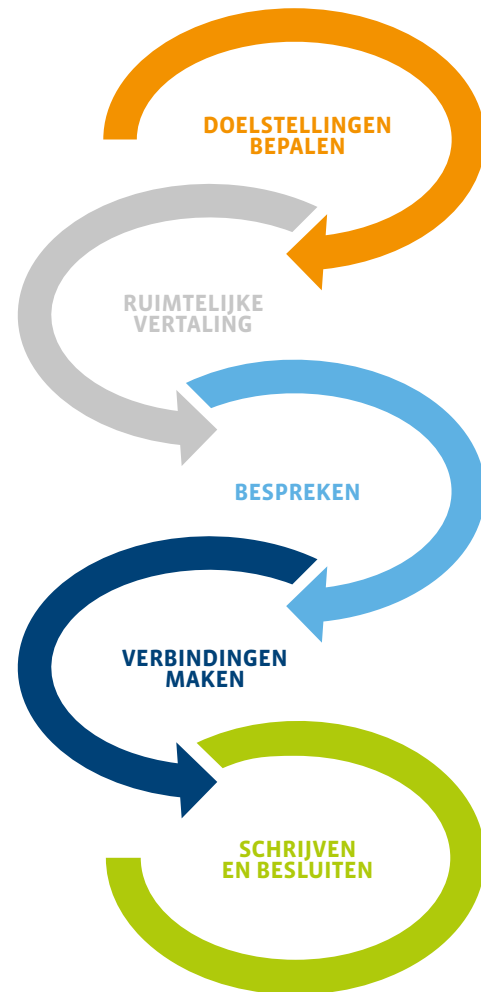 DOELSTELLINGEN
BEPALEN
RUIMTELIJKE
VERTALING
BESPREKEN
VERBINDINGEN
MAKEN
SCHRIJVEN
EN BESLUITEN